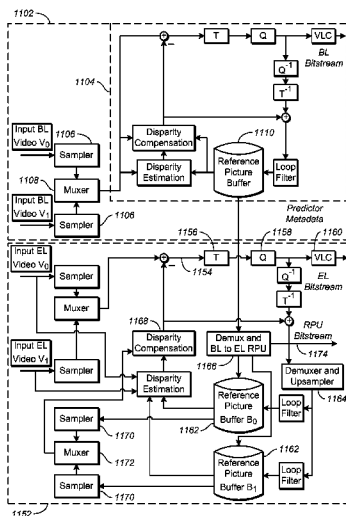 1102
1104
T
Q
VLC
BL
Bitstream
Q-1
T-1
Input BL
Video V0
1106
Sampler
1108
Muxer
Input BL
Video V1
Sampler
1106
Disparity
Compensation
Disparity
Estimation
1110
Reference
Picture
Buffer
Loop
Filter
Predictor
Metadata
1156
1158
1160
Input EL
Video V0
Sampler
T
Q
VLC
1154
EL
Bitstream
Q-1
T-1
Muxer
Input EL
Video V1
Sampler
1168
Disparity
Compensation
Disparity
Estimation
Demux and
BL to EL RPU
1166
RPU
Bitstream
1174
Demuxer and
Upsampler
1164
Reference
Picture
Buffer B0
1162
Loop
Filter
Sampler
1170
Muxer
1172
Sampler
1170
1162
Reference
Picture
Buffer B1
Loop
Filter
1152